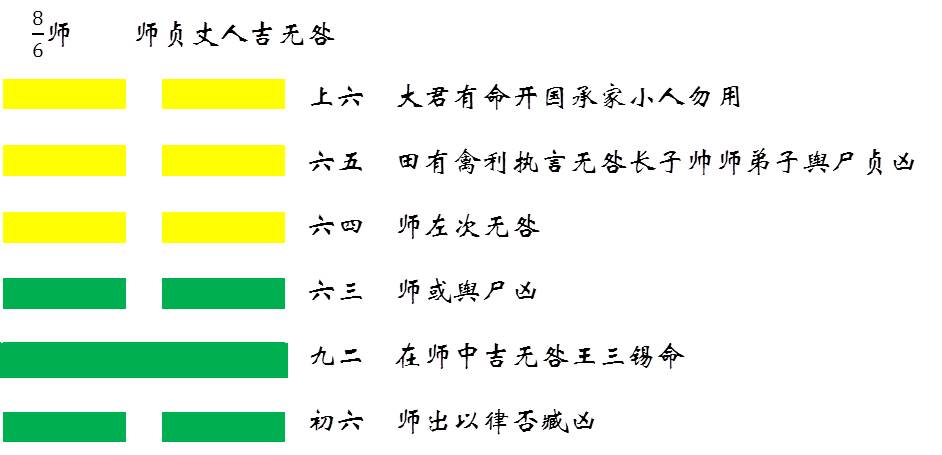 8/6师 师贞丈人吉无咎
上六 大君有命开国承家小人勿用
六五 田有禽利执言无咎长子帅师弟子舆尸贞凶
六四 师左次无咎
六三 师或舆尸凶
九二 在师中吉无咎王三锡命
初六 师出以律否臧凶